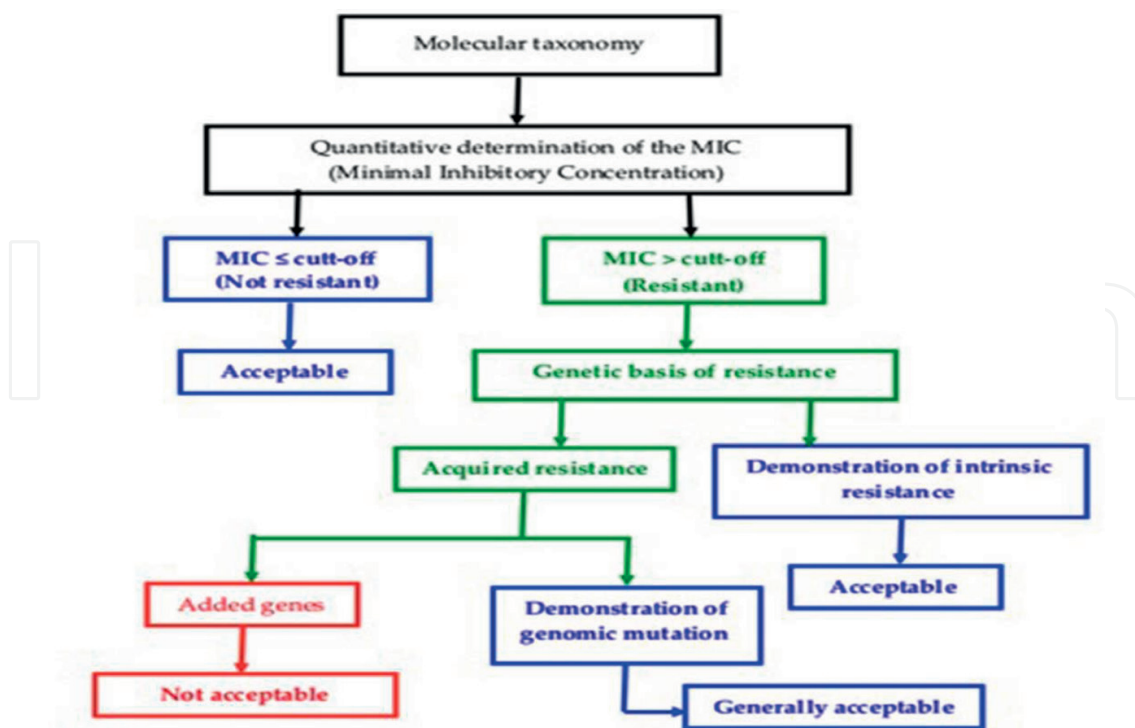 Molecular taxonomy
Quantitative determination of the MIC
(Minimal Inhibitory Concentration)
MIC ≤ cutt-off
(Not resistant)
MIC > cutt-off
(Resistant)
Acceptable
Genetic basis of resistance
Acquired resistance
Demonstration of intrinsic
resistance
Added genes
Demonstration of
genomic mutation
Acceptable
Not acceptable
Generally acceptable